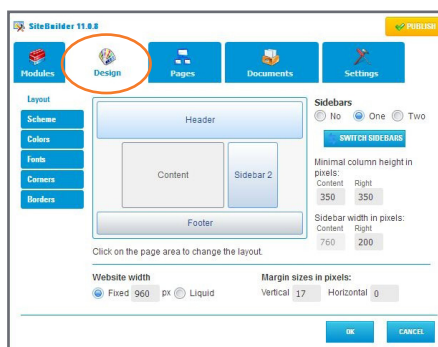 SiteBuilder 11.0.8
PUBLISH
Modules
Design
Pages
Documents
Settings
Layout
Scheme
Colors
Fonts
Corners
Borders
Header
Content
Sidebar 2
Footer
Click on the page area to change the layout.
Sidebars
No One Two
SWITCH SIDEBARS
Minimal column height in
pixels:
Content Right
350 350
Sidebar width in pixels:
Content Right
760 200
Website width
Fixed 960 px Liquid
Margin sizes in pixels:
Vertical 17 Horizontal 0
OK CANCEL